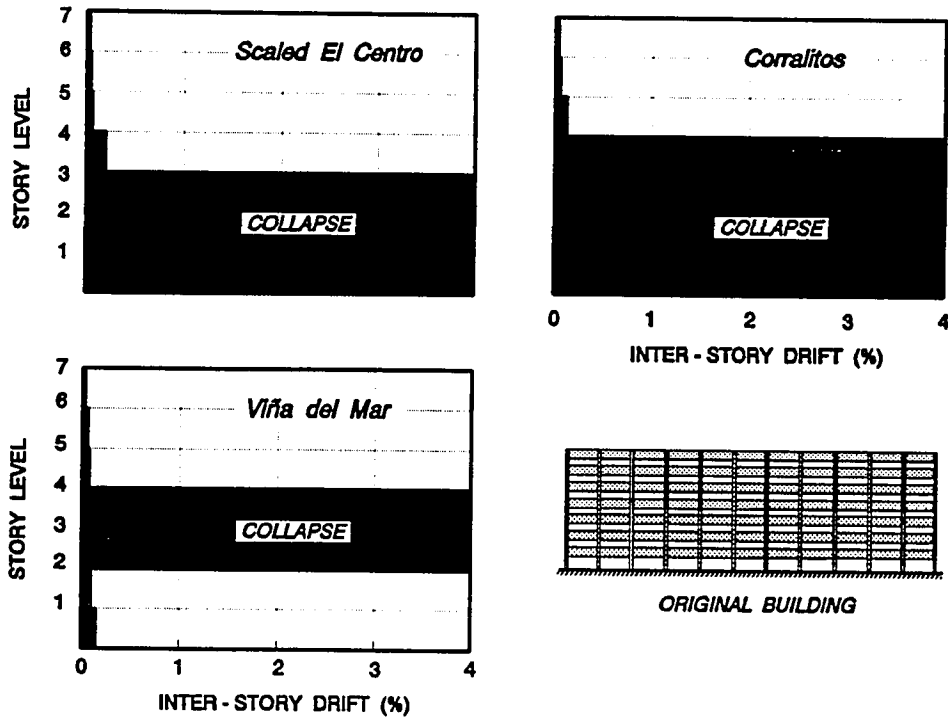 7
6
5
4
3
2
1
STORY LEVEL
Scaled El Centro
COLLAPSE
Corralitos
COLLAPSE
0 1 2 3 4
INTER - STORY DRIFT (%)
7
6
5
4
3
2
1
STORY LEVEL
Viña del Mar
COLLAPSE
0 1 2 3 4
INTER - STORY DRIFT (%)
ORIGINAL BUILDING